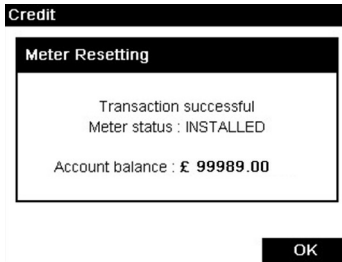 Credit
Meter Resetting
Transaction successful
Meter status : INSTALLED
Account balance : £ 99989.00
OK